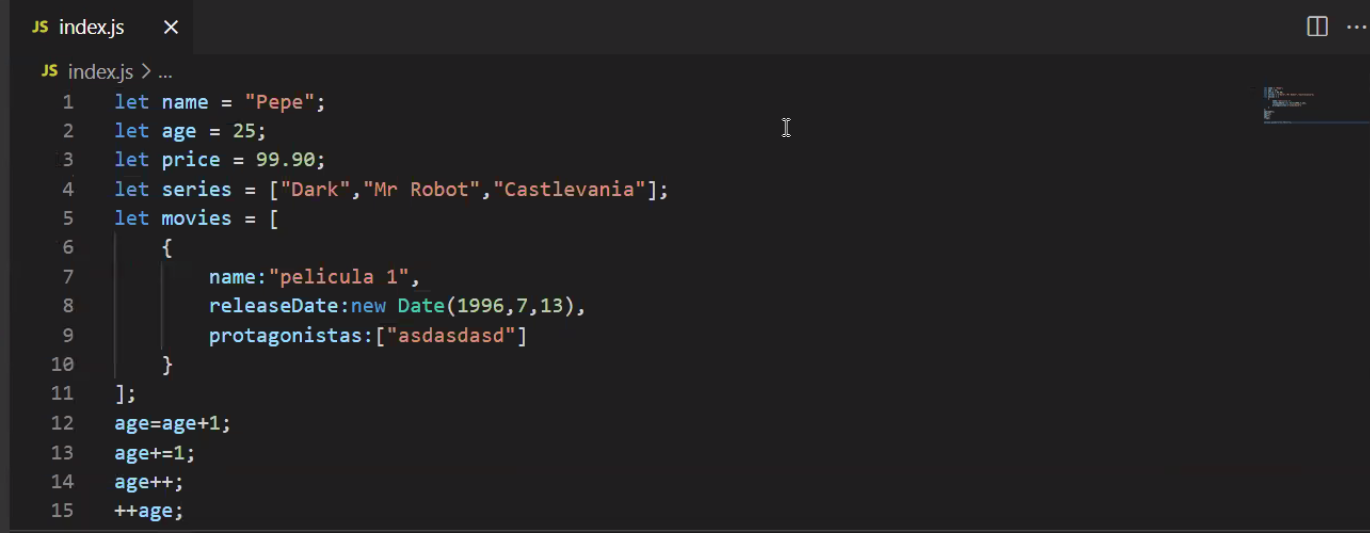 JS index.js
JS index.js > ...
1 let name = "Pepe";
2 let age = 25;
3 let price = 99.90;
4 let series = ["Dark","Mr Robot","Castlevania"];
5 let movies = [
6     {
7         name:"pelicula 1",
8         releaseDate:new Date(1996,7,13),
9         protagonistas:["asdasdasd"]
10     }
11 ];
12 age=age+1;
13 age+=1;
14 age++;
15 ++age;